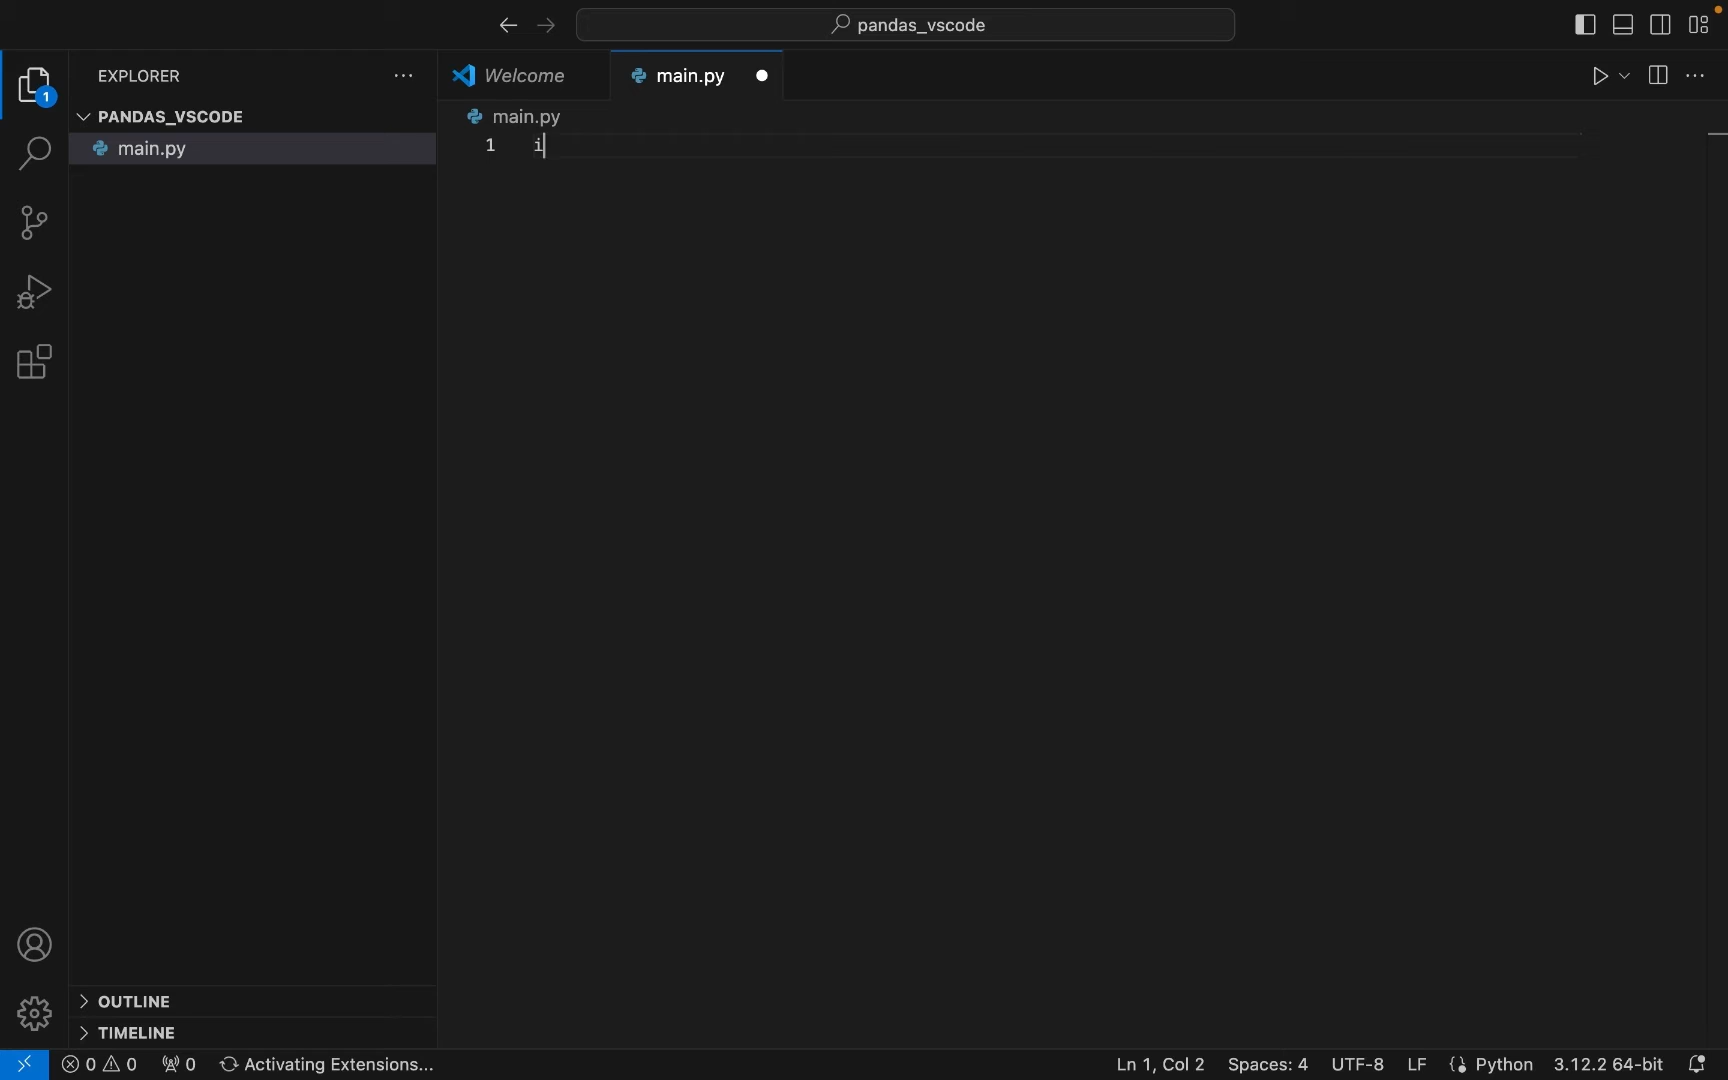 pandas_vscode
EXPLORER
Welcome
main.py
1
PANDAS_VSCODE
main.py
main.py
1 i
OUTLINE
TIMELINE
0 0 0 Activating Extensions... Ln 1, Col 2 Spaces: 4 UTF-8 LF Python 3.12.2 64-bit